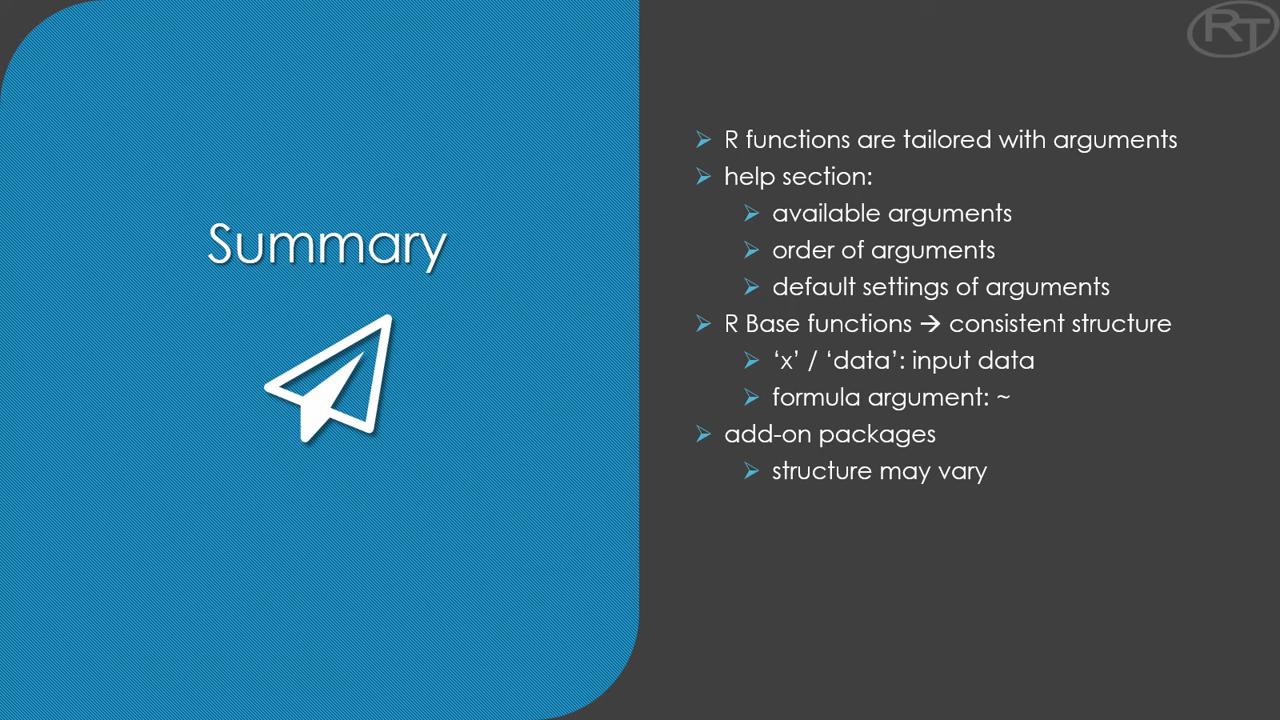 RT
Summary
R functions are tailored with arguments
help section:
available arguments
order of arguments
default settings of arguments
R Base functions → consistent structure
‘x’ / ‘data’: input data
formula argument: ~
add-on packages
structure may vary